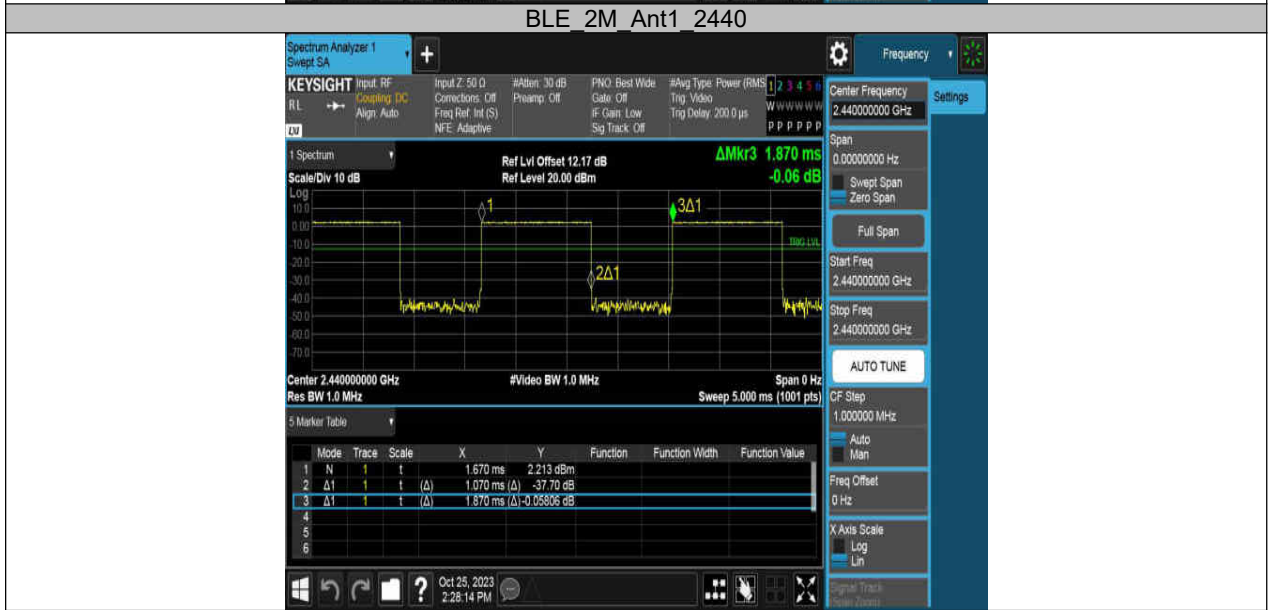 BLE_2M_Ant1_2440
Spectrum Analyzer 1
Swept SA
+
Frequency
KEYSIGHT
RL
LU
Input: RF
Coupling: DC
Align: Auto
Input Z: 50 Ω
Corrections: Off
Freq Ref: Int (S)
NFE: Adaptive
#Atten: 30 dB
Preamp: Off
PNO: Best Wide
Gate: Off
IF Gain: Low
Sig Track: Off
#Avg Type: Power (RMS
Trig: Video
Trig Delay: 200.0 µs
1 2 3 4 5 6
W W W W W W
P P P P P P
Center Frequency
2.440000000 GHz
Settings
1 Spectrum
Scale/Div 10 dB
Ref Lvl Offset 12.17 dB
Ref Level 20.00 dBm
ΔMkr3 1.870 ms
-0.06 dB
Span
0.00000000 Hz
Swept Span
Zero Span
Full Span
Log
10.0
0.00
-10.0
-20.0
-30.0
-40.0
-50.0
-60.0
-70.0
1
2Δ1
3Δ1
TRIG LVL
Start Freq
2.440000000 GHz
Stop Freq
2.440000000 GHz
AUTO TUNE
Center 2.440000000 GHz
Res BW 1.0 MHz
#Video BW 1.0 MHz
Span 0 Hz
Sweep 5.000 ms (1001 pts)
CF Step
1.000000 MHz
Auto
Man
5 Marker Table
Mode Trace Scale X Y Function Function Width Function Value
1 N 1 t 1.670 ms 2.213 dBm
2 Δ1 1 t (Δ) 1.070 ms (Δ) -37.70 dB
3 Δ1 1 t (Δ) 1.870 ms (Δ) -0.05806 dB
4
5
6
Freq Offset
0 Hz
X Axis Scale
Log
Lin
Signal Track
(Span Zoom)
?
Oct 25, 2023
2:28:14 PM